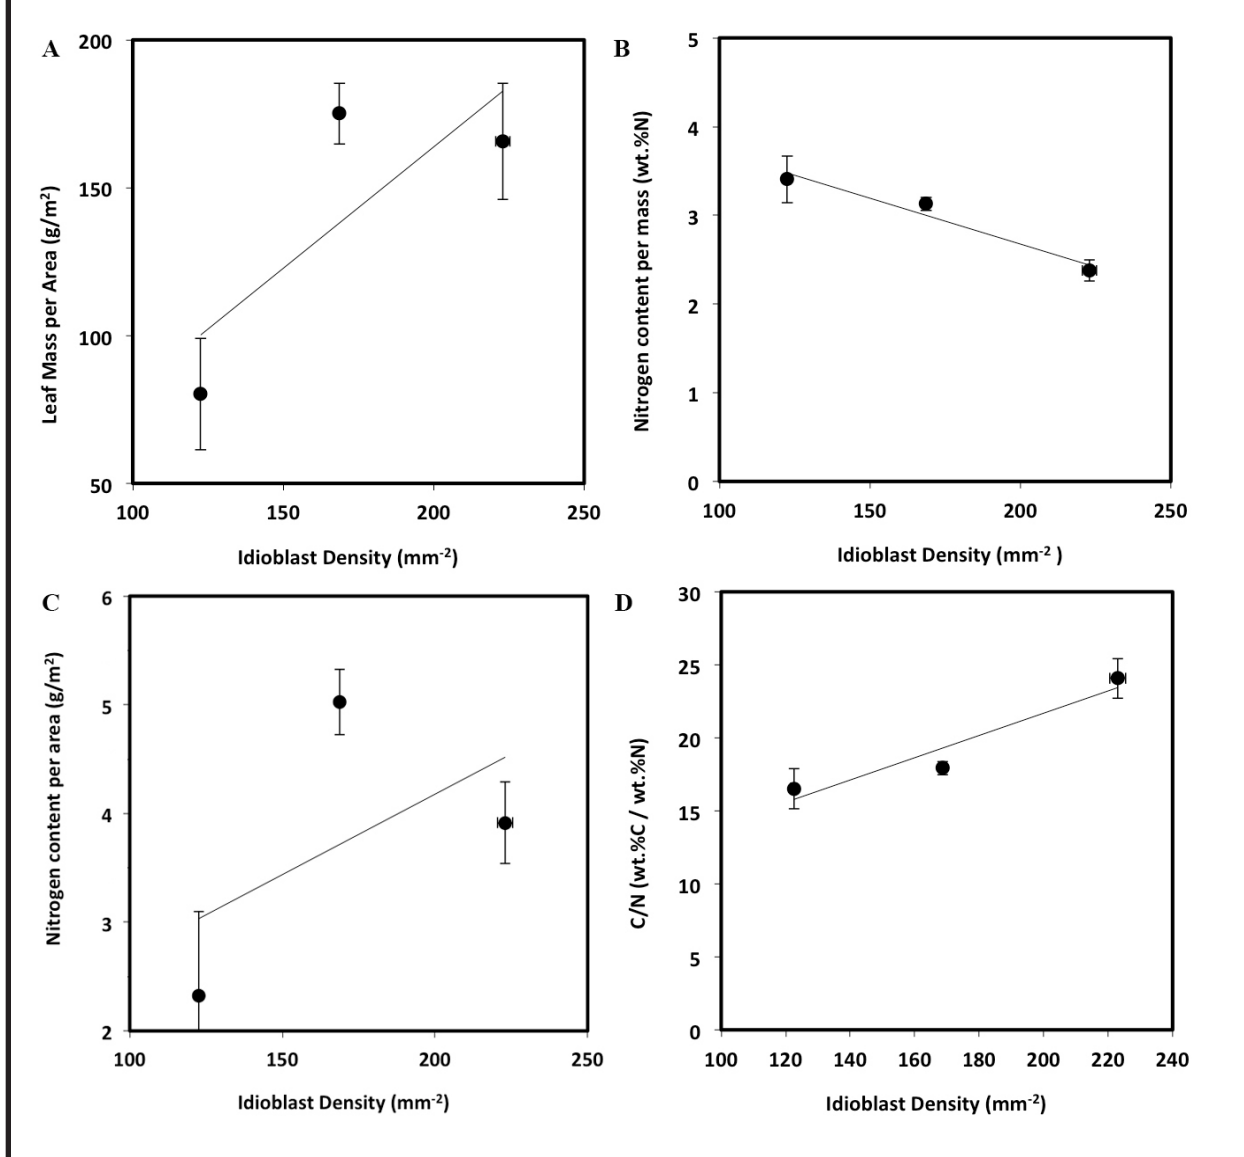 A
200
150
100
50
Leaf Mass per Area (g/m²)
100 150 200 250
Idioblast Density (mm⁻²)
B
5
4
3
2
1
0
Nitrogen content per mass (wt.%N)
100 150 200 250
Idioblast Density (mm⁻² )
C
6
5
4
3
2
Nitrogen content per area (g/m²)
100 150 200 250
Idioblast Density (mm⁻²)
D
30
25
20
15
10
5
0
C/N (wt.%C / wt.%N)
100 120 140 160 180 200 220 240
Idioblast Density (mm⁻²)